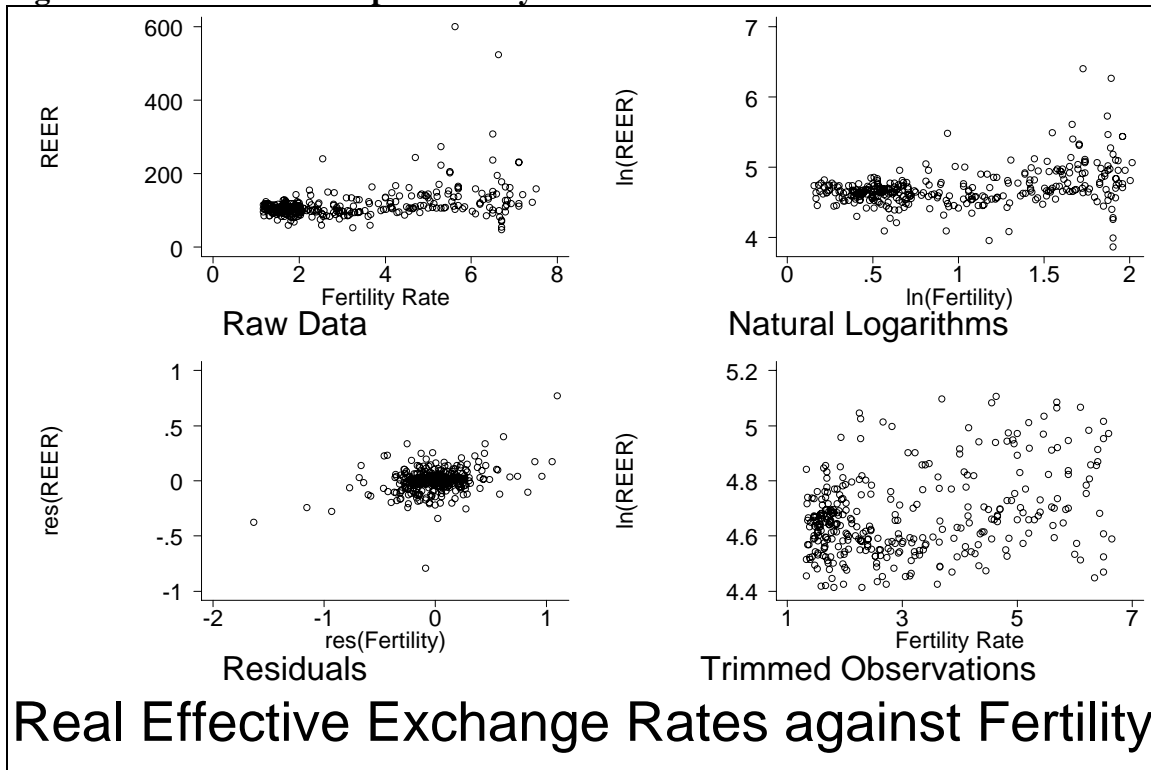 600
400
200
0
REER
0 2 4 6 8
Fertility Rate
Raw Data
7
6
5
4
ln(REER)
0 .5 1 1.5 2
ln(Fertility)
Natural Logarithms
1
.5
0
-.5
-1
res(REER)
-2 -1 0 1
res(Fertility)
Residuals
5.2
5
4.8
4.6
4.4
ln(REER)
1 3 5 7
Fertility Rate
Trimmed Observations
Real Effective Exchange Rates against Fertility